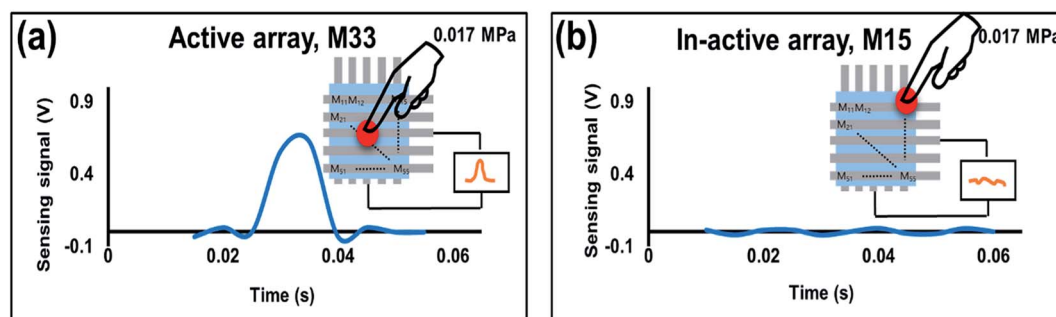 (a)
Active array, M33
0.017 MPa
Sensing signal (V)
0.9
0.4
-0.1
M11 M12
M21
M51
M55
0
0.02
0.04
0.06
Time (s)
(b)
In-active array, M15
0.017 MPa
Sensing signal (V)
0.9
0.4
-0.1
M11 M12
M21
M51
M55
0
0.02
0.04
0.06
Time (s)